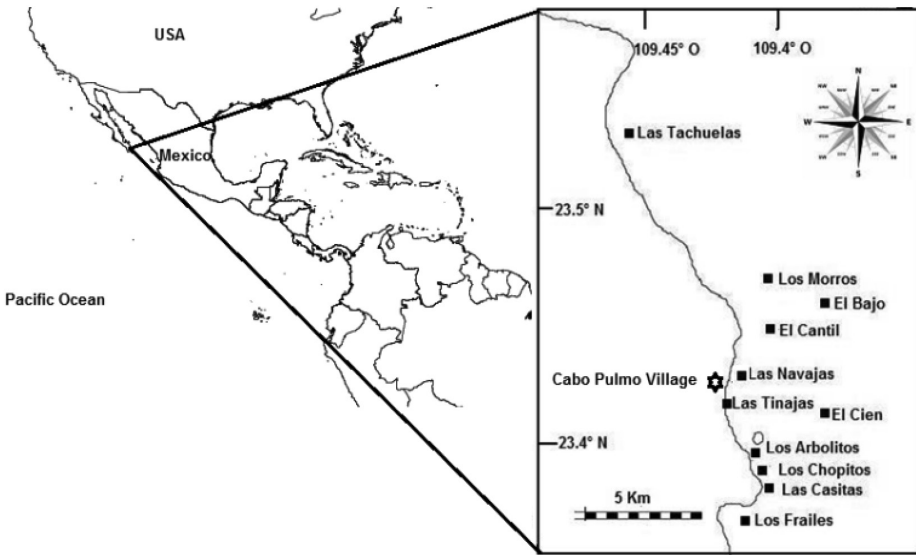 USA
Mexico
Pacific Ocean
109.45° O 109.4° O
N
W E
S
Las Tachuelas
23.5° N
Los Morros
El Bajo
El Cantil
Las Navajas
Cabo Pulmo Village
Las Tinajas
El Cien
23.4° N
Los Arbolitos
Los Chopitos
Las Casitas
5 Km
Los Frailes